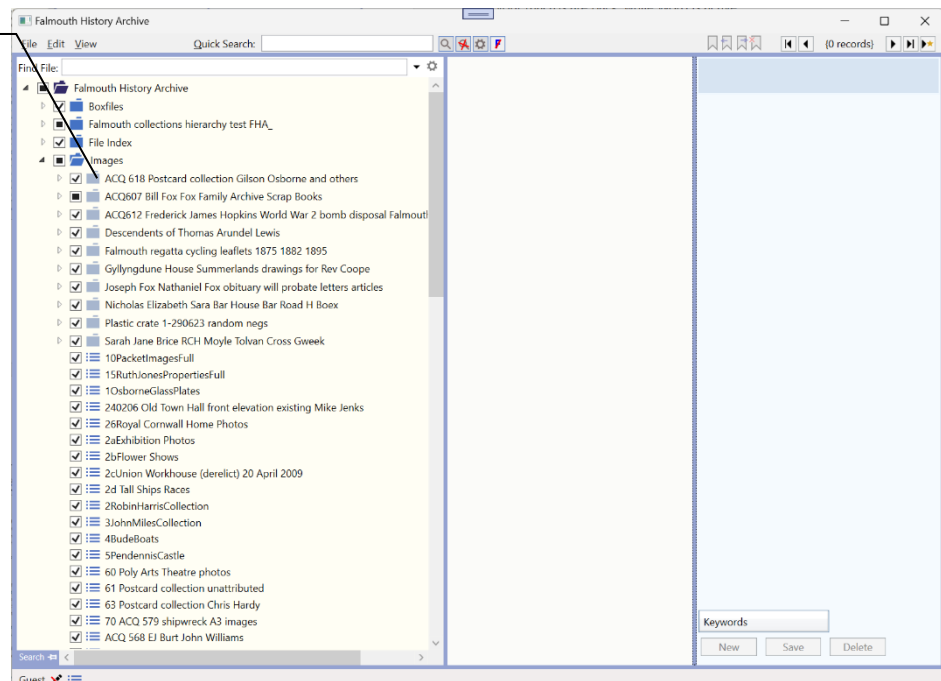 Falmouth History Archive
File Edit View Quick Search: F {0 records}
Find File:
Falmouth History Archive
Boxfiles
Falmouth collections hierarchy test FHA_
File Index
Images
ACQ 618 Postcard collection Gilson Osborne and others
ACQ607 Bill Fox Fox Family Archive Scrap Books
ACQ612 Frederick James Hopkins World War 2 bomb disposal Falmout
Descendents of Thomas Arundel Lewis
Falmouth regatta cycling leaflets 1875 1882 1895
Gyllyngdune House Summerlands drawings for Rev Coope
Joseph Fox Nathaniel Fox obituary will probate letters articles
Nicholas Elizabeth Sara Bar House Bar Road H Boex
Plastic crate 1-290623 random negs
Sarah Jane Brice RCH Moyle Tolvan Cross Gweek
10PacketImagesFull
15RuthJonesPropertiesFull
1OsborneGlassPlates
240206 Old Town Hall front elevation existing Mike Jenks
26Royal Cornwall Home Photos
2aExhibition Photos
2bFlower Shows
2cUnion Workhouse (derelict) 20 April 2009
2d Tall Ships Races
2RobinHarrisCollection
3JohnMilesCollection
4BudeBoats
5PendennisCastle
60 Poly Arts Theatre photos
61 Postcard collection unattributed
63 Postcard collection Chris Hardy
70 ACQ 579 shipwreck A3 images
ACQ 568 EJ Burt John Williams
Keywords
New Save Delete
Search
Guest